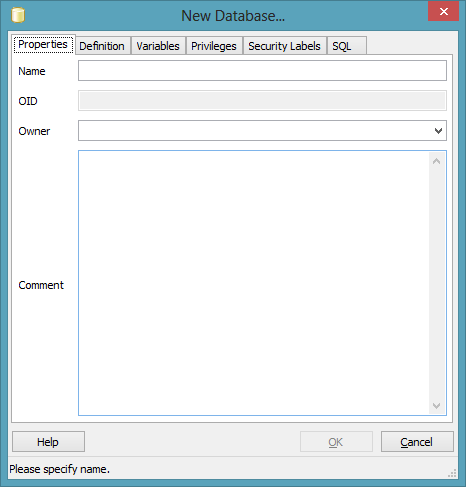 New Database...
Properties Definition Variables Privileges Security Labels SQL
Name
OID
Owner
Comment
Help OK Cancel
Please specify name.